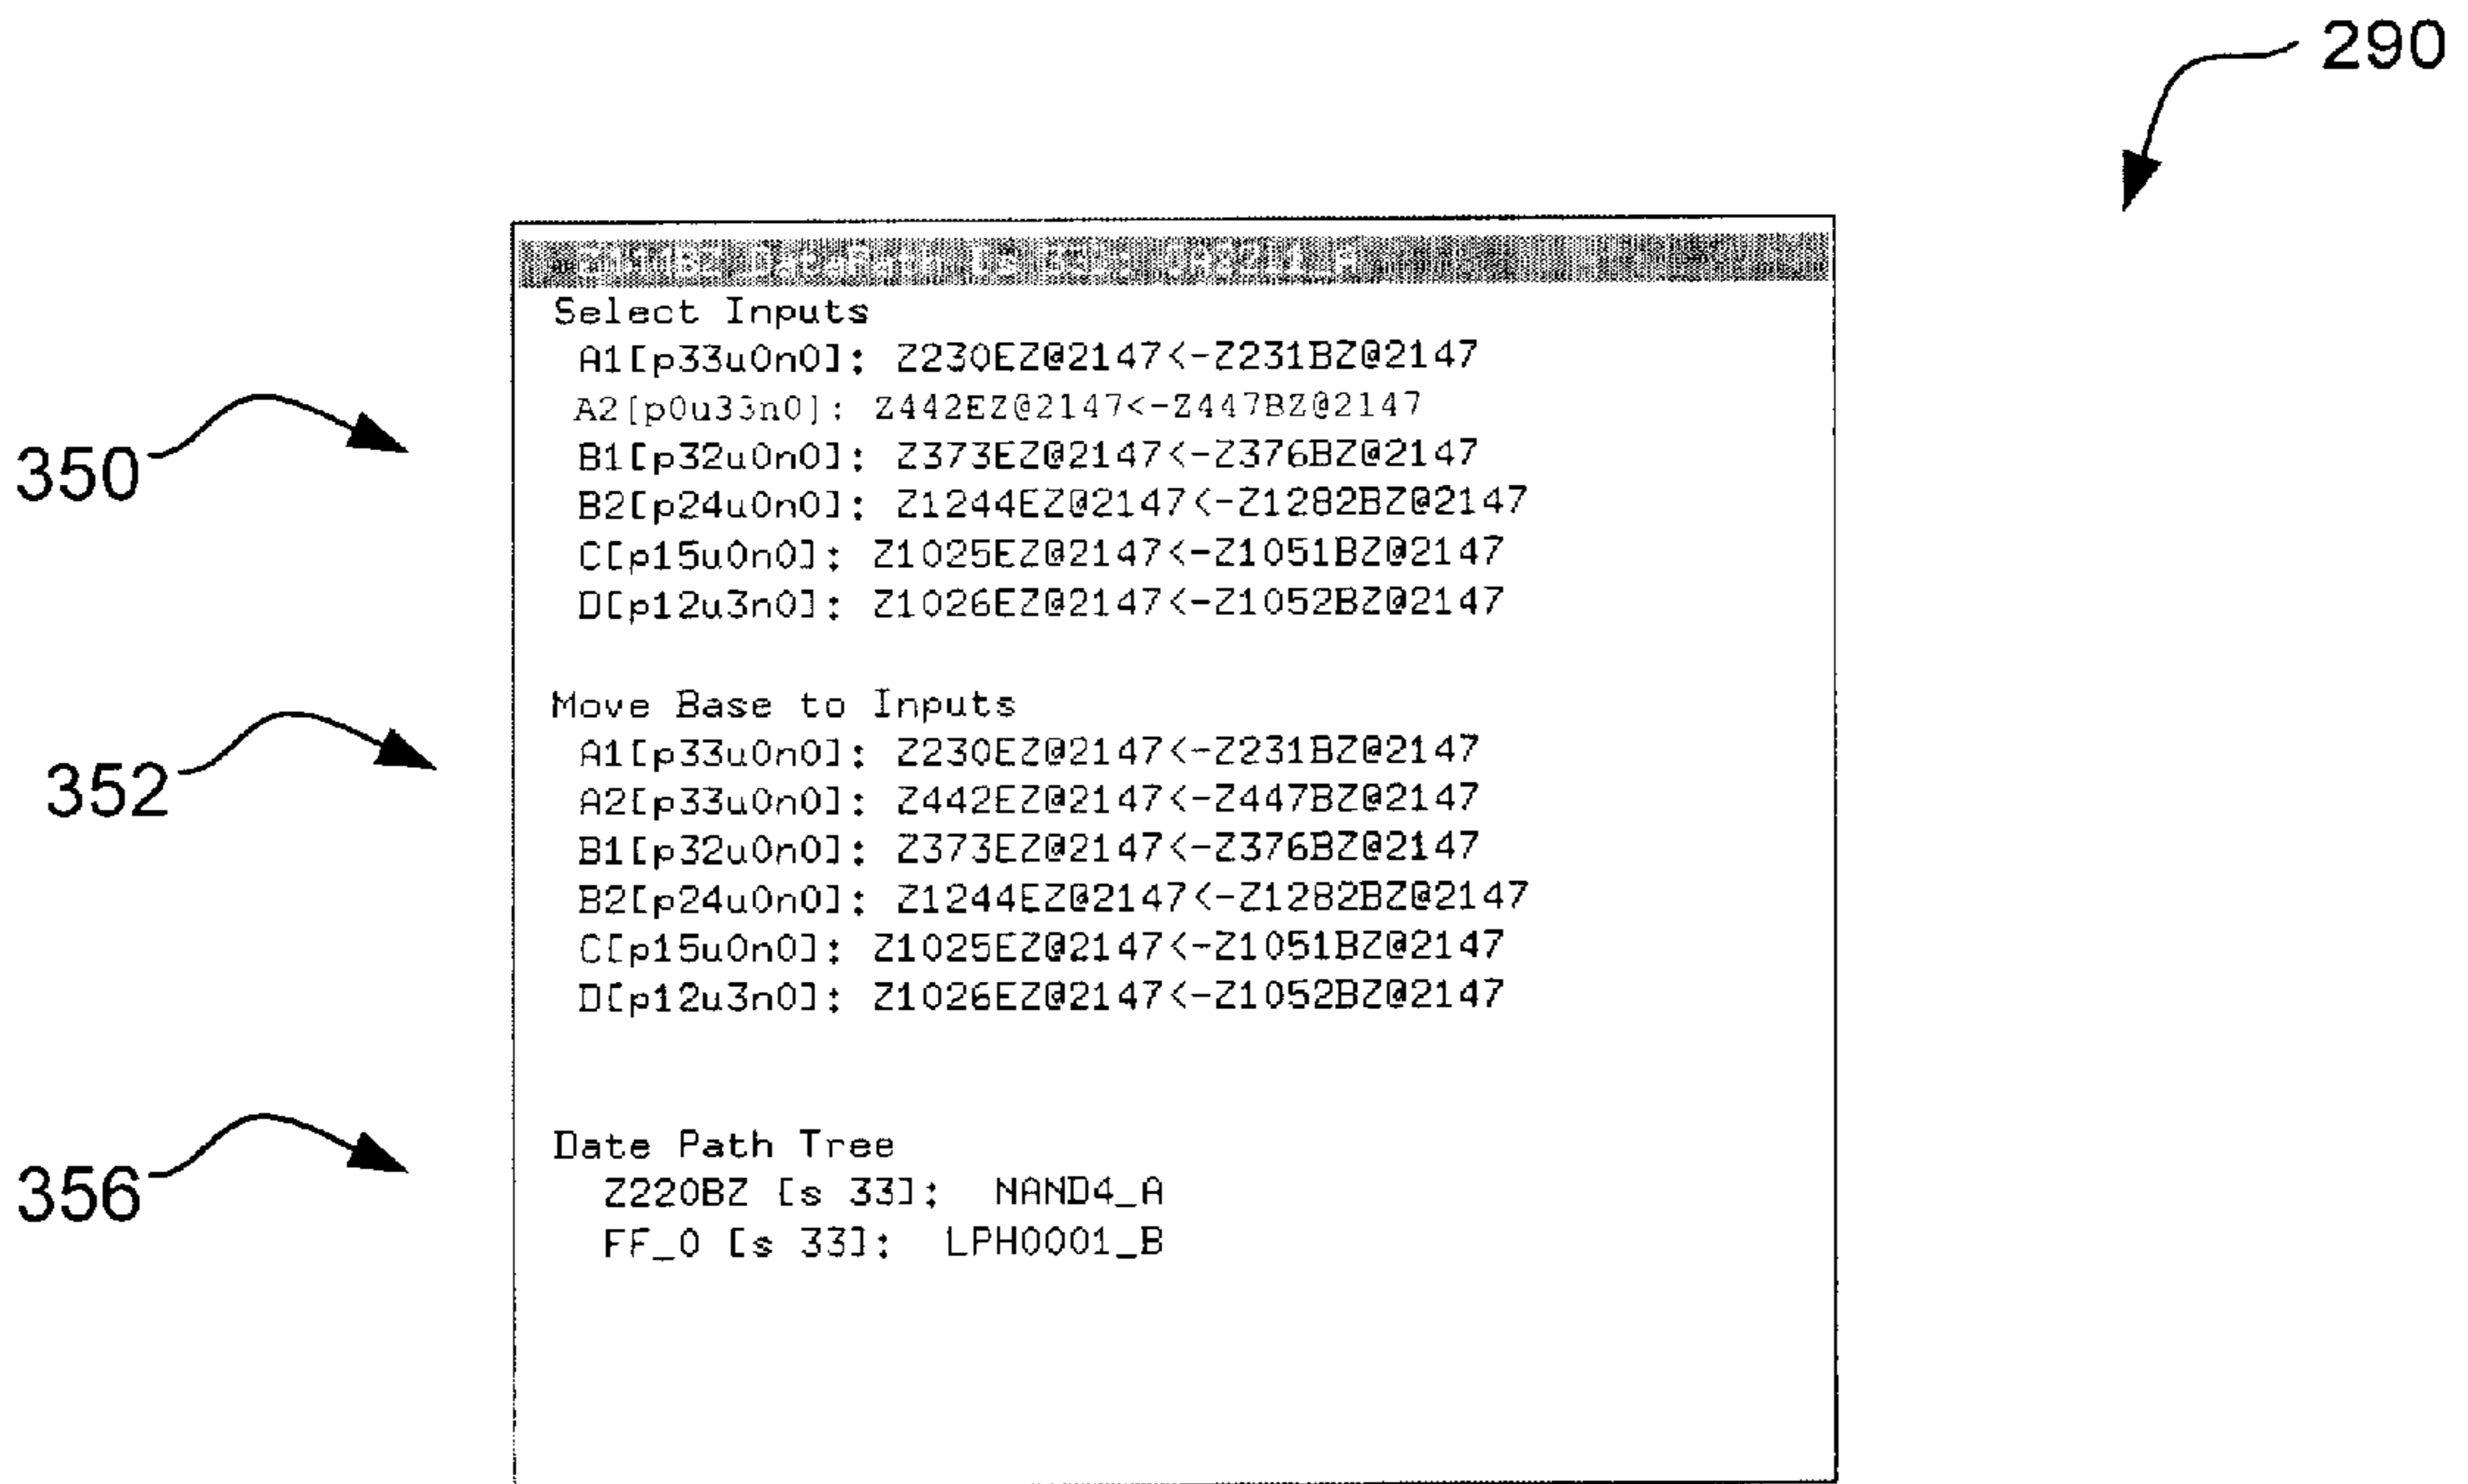 290
DataPath
Select Inputs
A1[p33u0n0]: Z230EZ@2147<-Z231BZ@2147
A2[p0u33n0]: Z442EZ@2147<-Z447BZ@2147
350
B1[p32u0n0]: Z373EZ@2147<-Z376BZ@2147
B2[p24u0n0]: Z1244EZ@2147<-Z1282BZ@2147
C[p15u0n0]: Z1025EZ@2147<-Z1051BZ@2147
D[p12u3n0]: Z1026EZ@2147<-Z1052BZ@2147
Move Base to Inputs
352
A1[p33u0n0]: Z230EZ@2147<-Z231BZ@2147
A2[p33u0n0]: Z442EZ@2147<-Z447BZ@2147
B1[p32u0n0]: Z373EZ@2147<-Z376BZ@2147
B2[p24u0n0]: Z1244EZ@2147<-Z1282BZ@2147
C[p15u0n0]: Z1025EZ@2147<-Z1051BZ@2147
D[p12u3n0]: Z1026EZ@2147<-Z1052BZ@2147
Date Path Tree
356
Z220BZ [s 33]: NAND4_A
FF_0 [s 33]: LPH0001_B